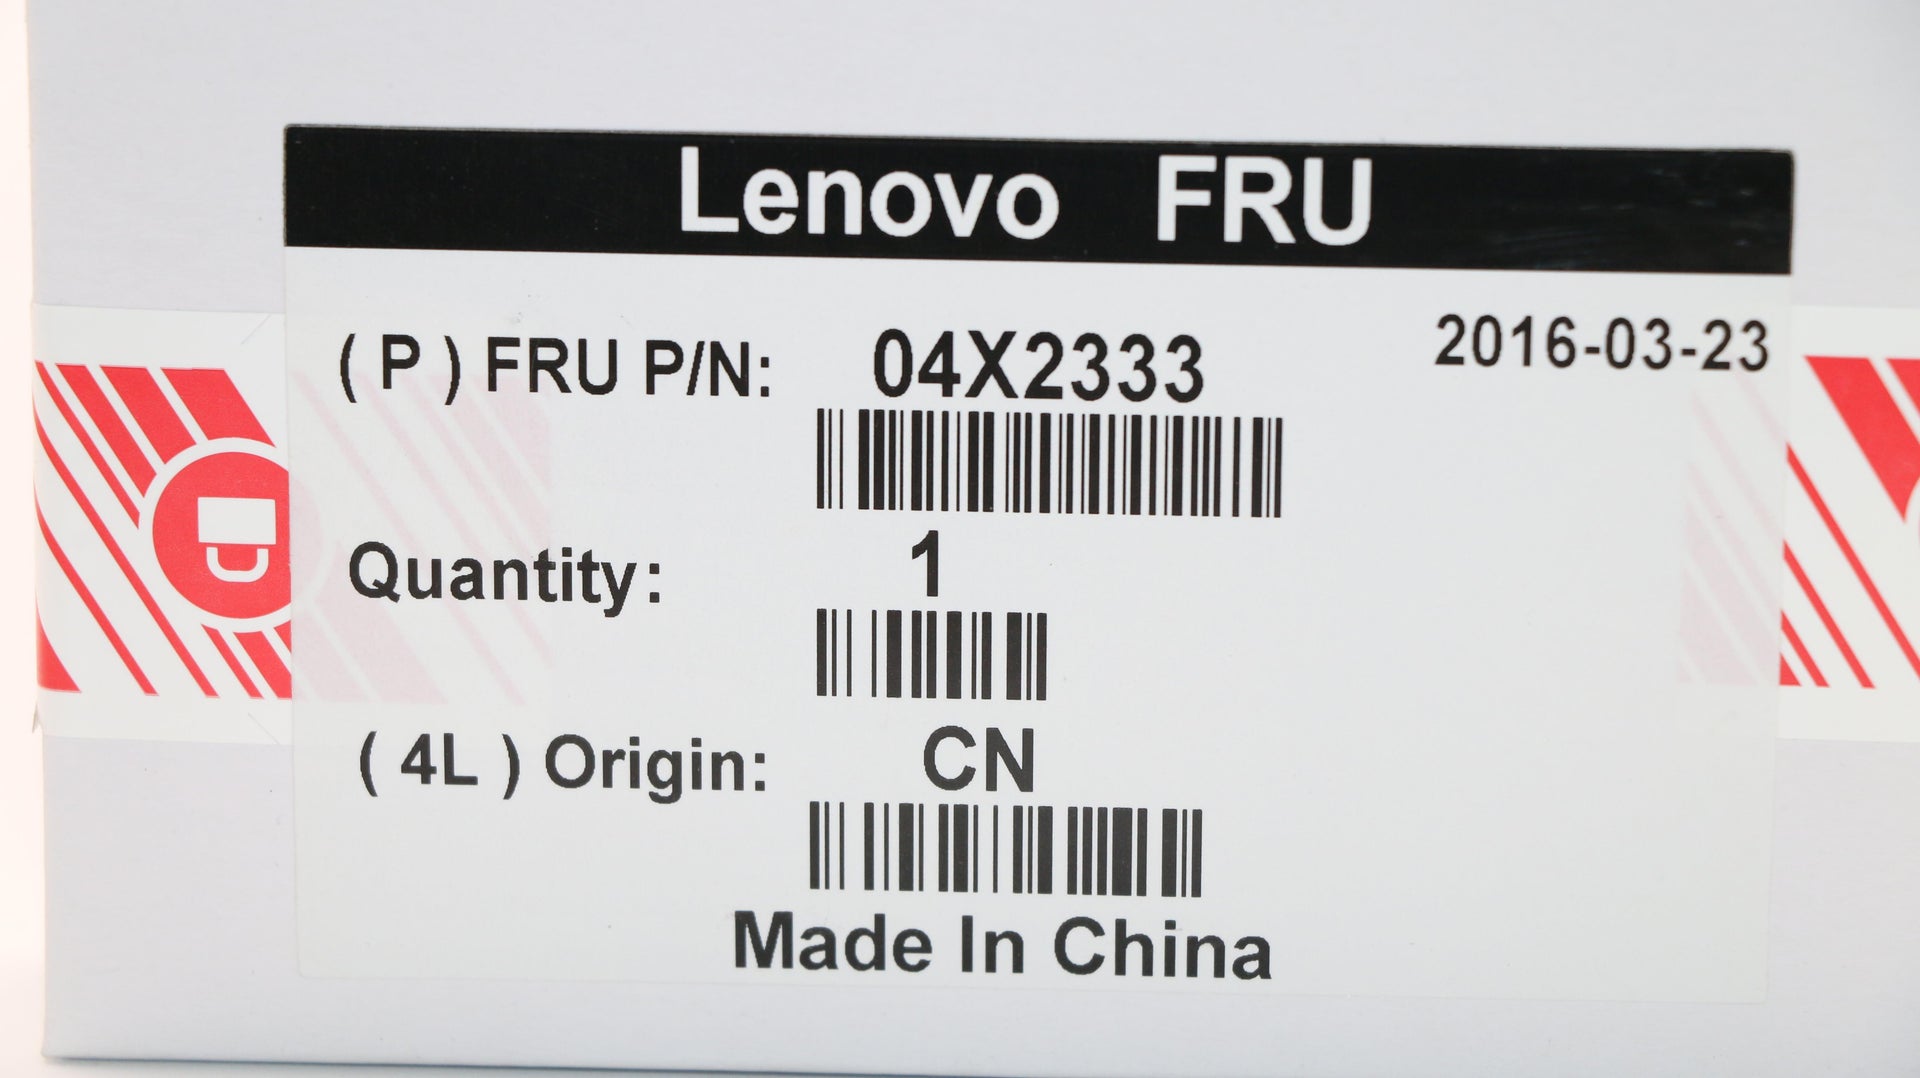 Lenovo FRU
( P ) FRU P/N: 04X2333 2016-03-23
Quantity: 1
( 4L ) Origin: CN
Made In China